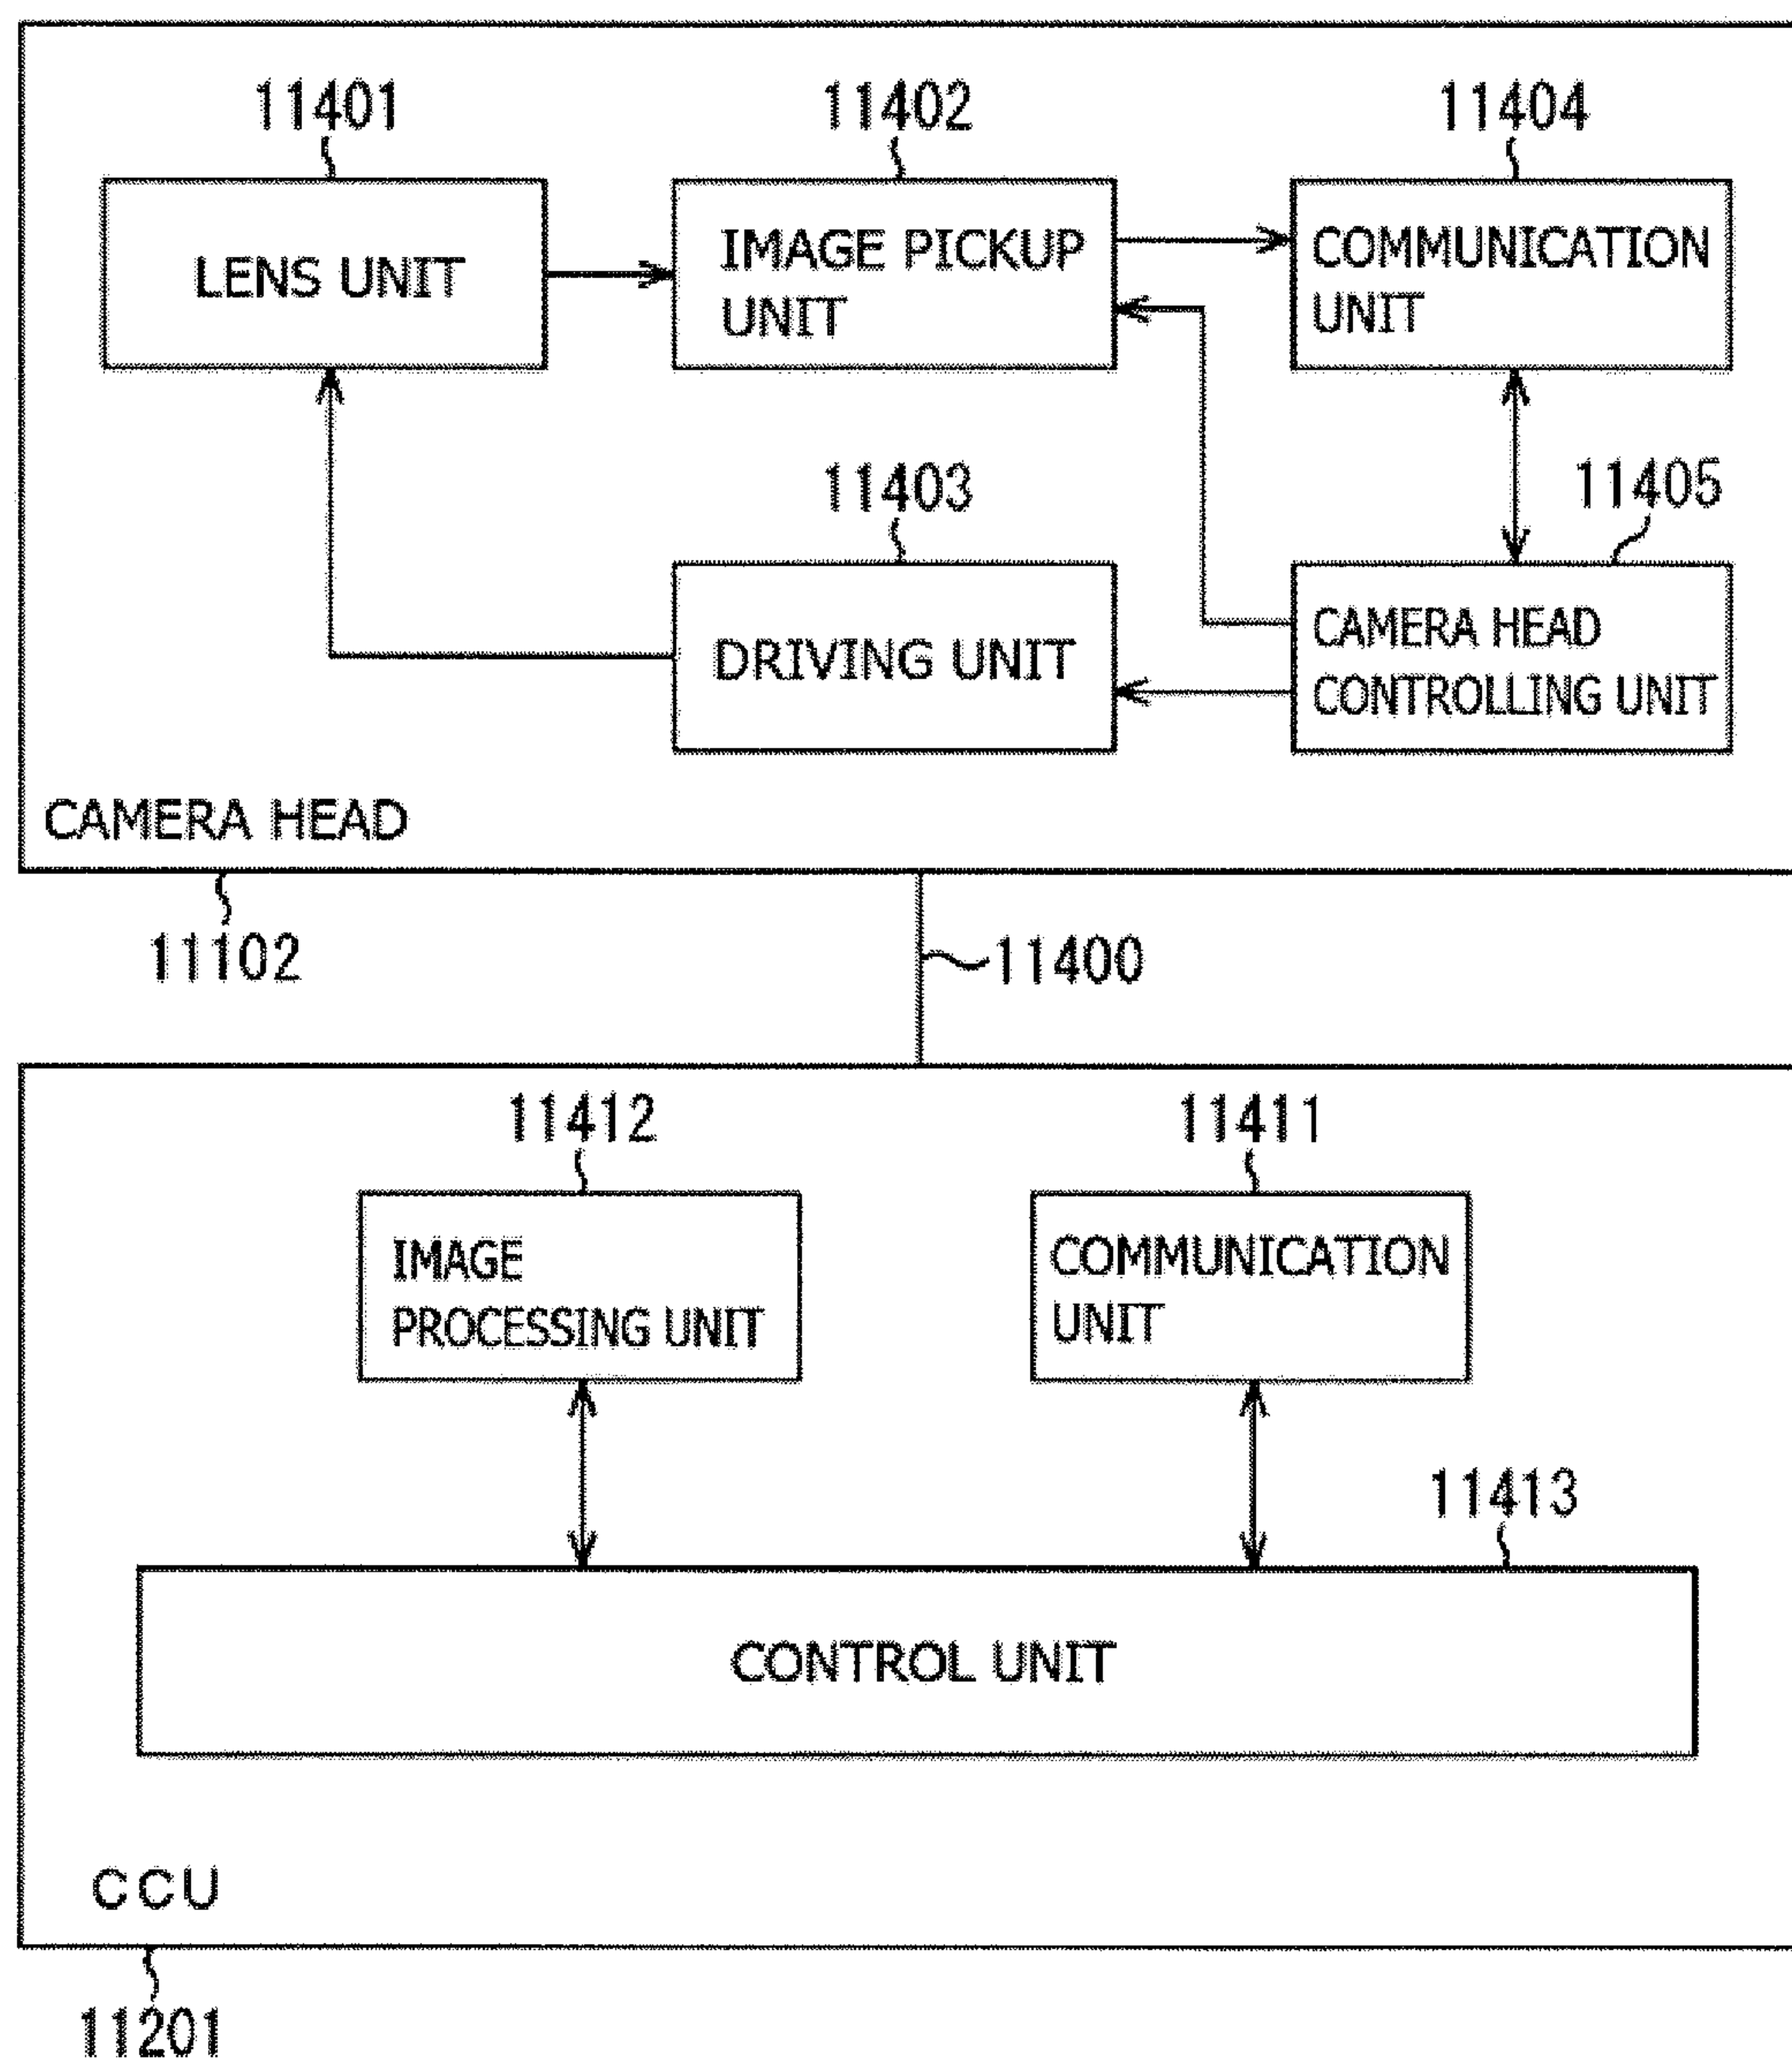 11401
11402
11404
LENS UNIT
IMAGE PICKUP
UNIT
COMMUNICATION
UNIT
11403
11405
DRIVING UNIT
CAMERA HEAD
CONTROLLING UNIT
CAMERA HEAD
11102
11400
11412
11411
IMAGE
PROCESSING UNIT
COMMUNICATION
UNIT
11413
CONTROL UNIT
CCU
11201